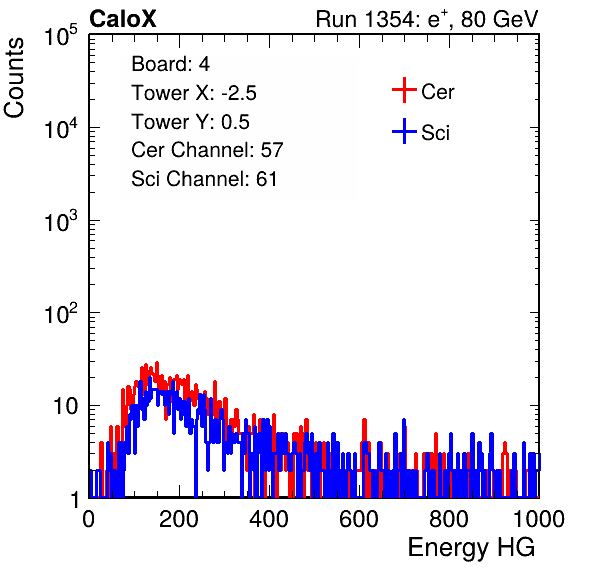 CaloX Run 1354: e⁺, 80 GeV
Counts
Board: 4
Tower X: -2.5
Tower Y: 0.5
Cer Channel: 57
Sci Channel: 61
Cer
Sci
10⁵
10⁴
10³
10²
10
1
0 200 400 600 800 1000
Energy HG